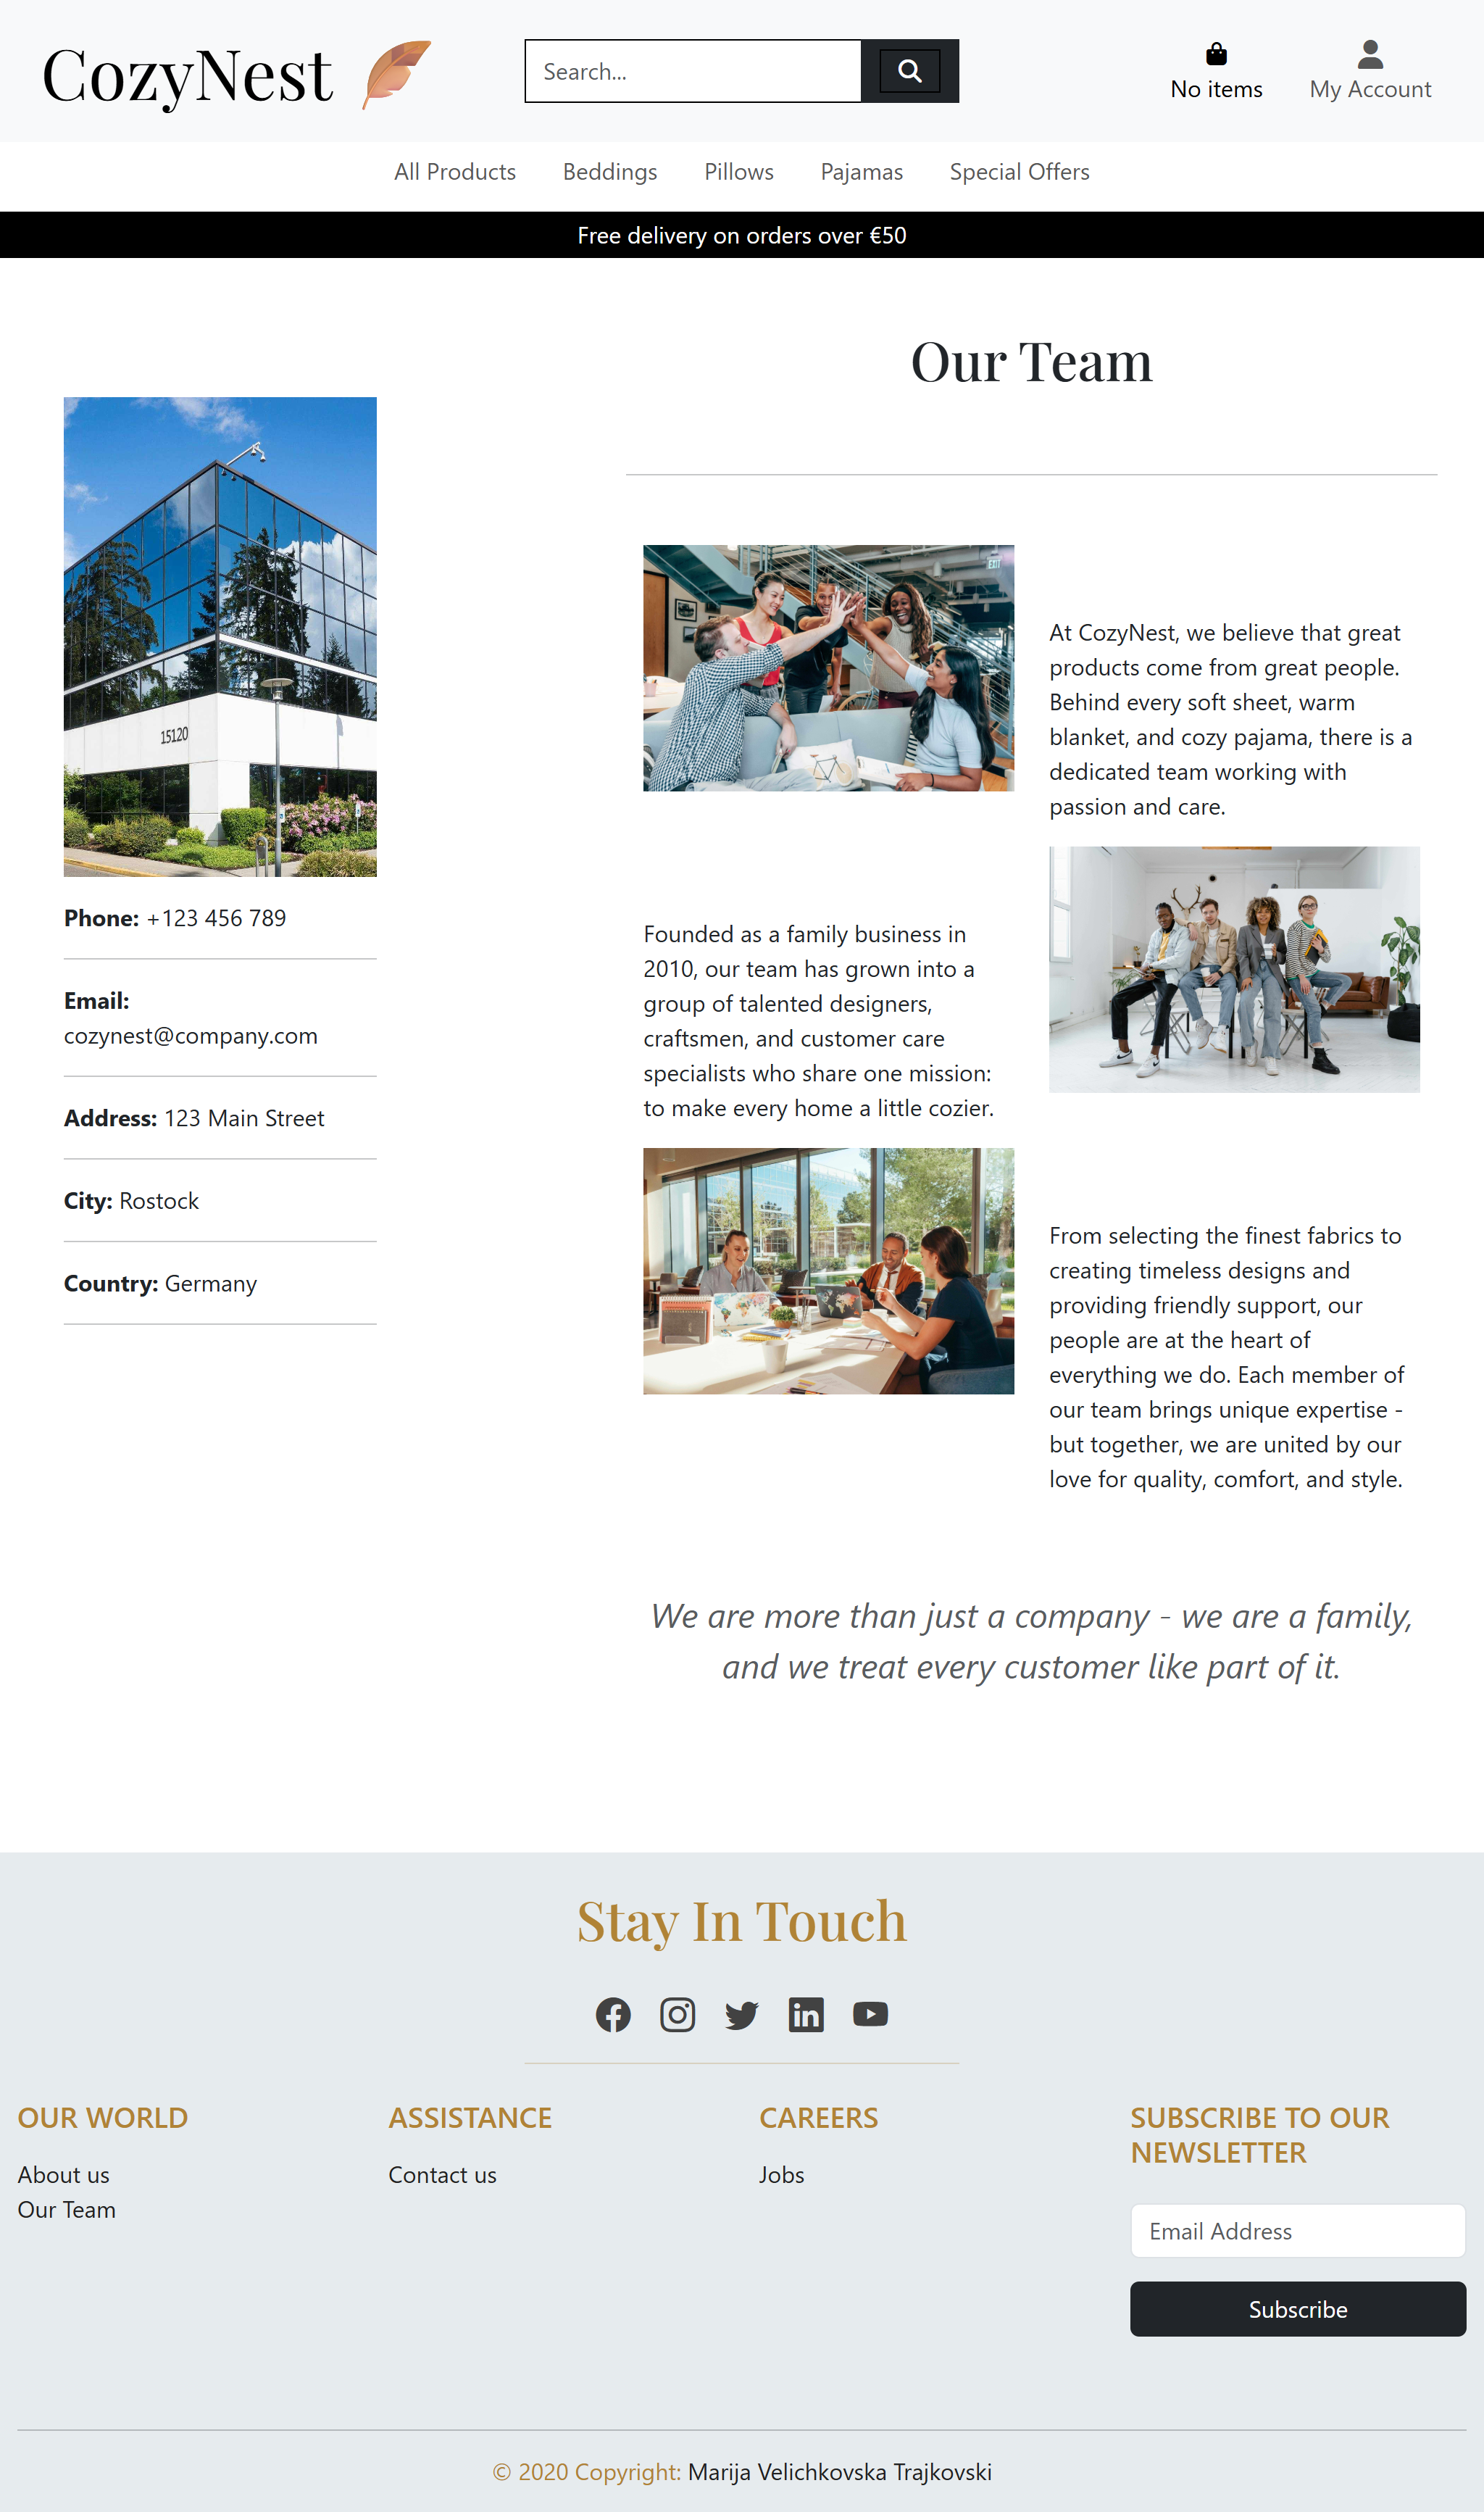 CozyNest
Search...
No items
My Account
All Products
Beddings
Pillows
Pajamas
Special Offers
Free delivery on orders over €50
Our Team
15120
Phone: +123 456 789
Email:
cozynest@company.com
Address: 123 Main Street
City: Rostock
Country: Germany
EXIT
At CozyNest, we believe that great
products come from great people.
Behind every soft sheet, warm
blanket, and cozy pajama, there is a
dedicated team working with
passion and care.
Founded as a family business in
2010, our team has grown into a
group of talented designers,
craftsmen, and customer care
specialists who share one mission:
to make every home a little cozier.
From selecting the finest fabrics to
creating timeless designs and
providing friendly support, our
people are at the heart of
everything we do. Each member of
our team brings unique expertise -
but together, we are united by our
love for quality, comfort, and style.
We are more than just a company - we are a family,
and we treat every customer like part of it.
Stay In Touch
OUR WORLD
About us
Our Team
ASSISTANCE
Contact us
CAREERS
Jobs
SUBSCRIBE TO OUR
NEWSLETTER
Email Address
Subscribe
© 2020 Copyright: Marija Velichkovska Trajkovski